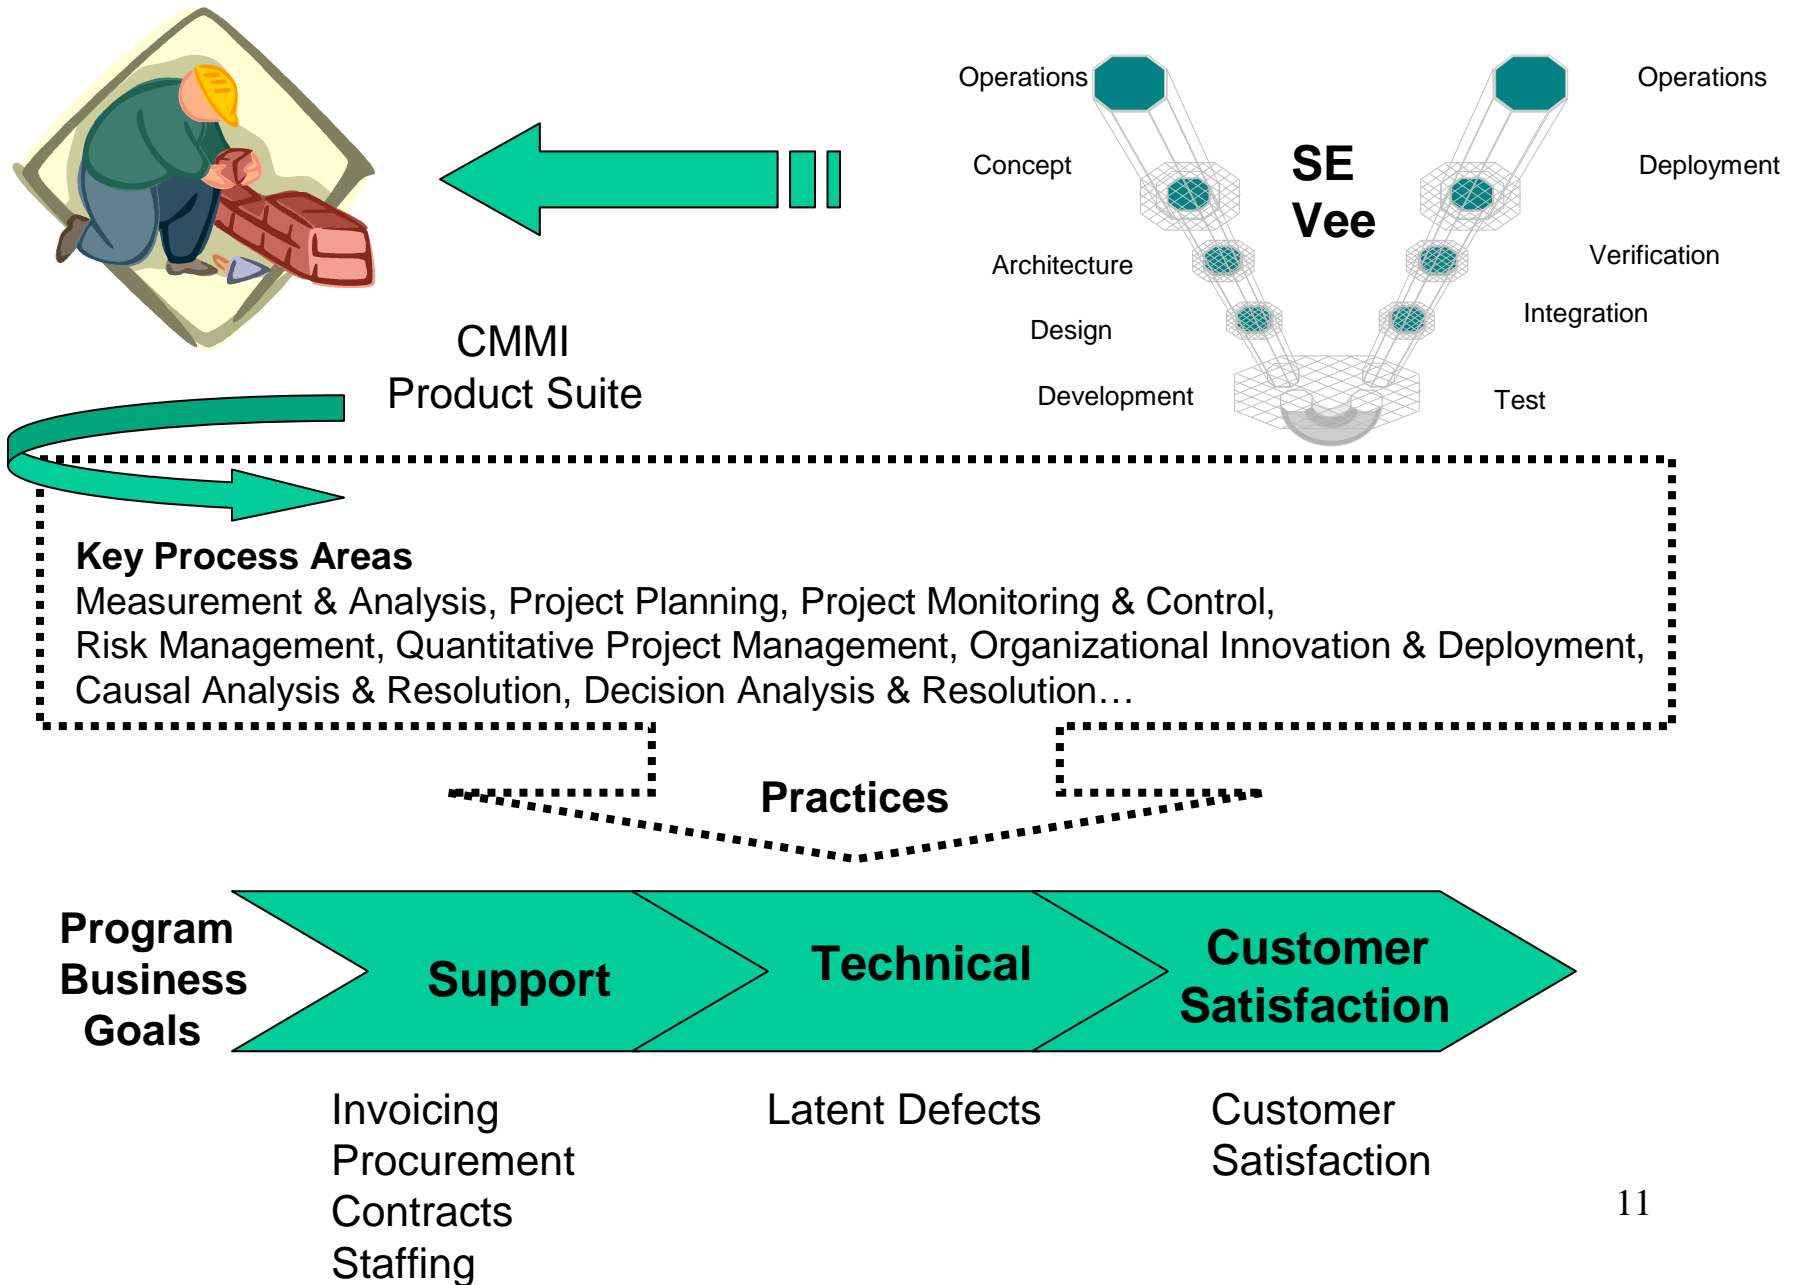 Operations
Operations
Concept
SE
Vee
Deployment
Architecture
Verification
Design
Integration
Development
Test
CMMI
Product Suite
Key Process Areas
Measurement & Analysis, Project Planning, Project Monitoring & Control,
Risk Management, Quantitative Project Management, Organizational Innovation & Deployment,
Causal Analysis & Resolution, Decision Analysis & Resolution…
Practices
Program
Business
Goals
Support
Technical
Customer
Satisfaction
Invoicing
Procurement
Contracts
Staffing
Latent Defects
Customer
Satisfaction
11